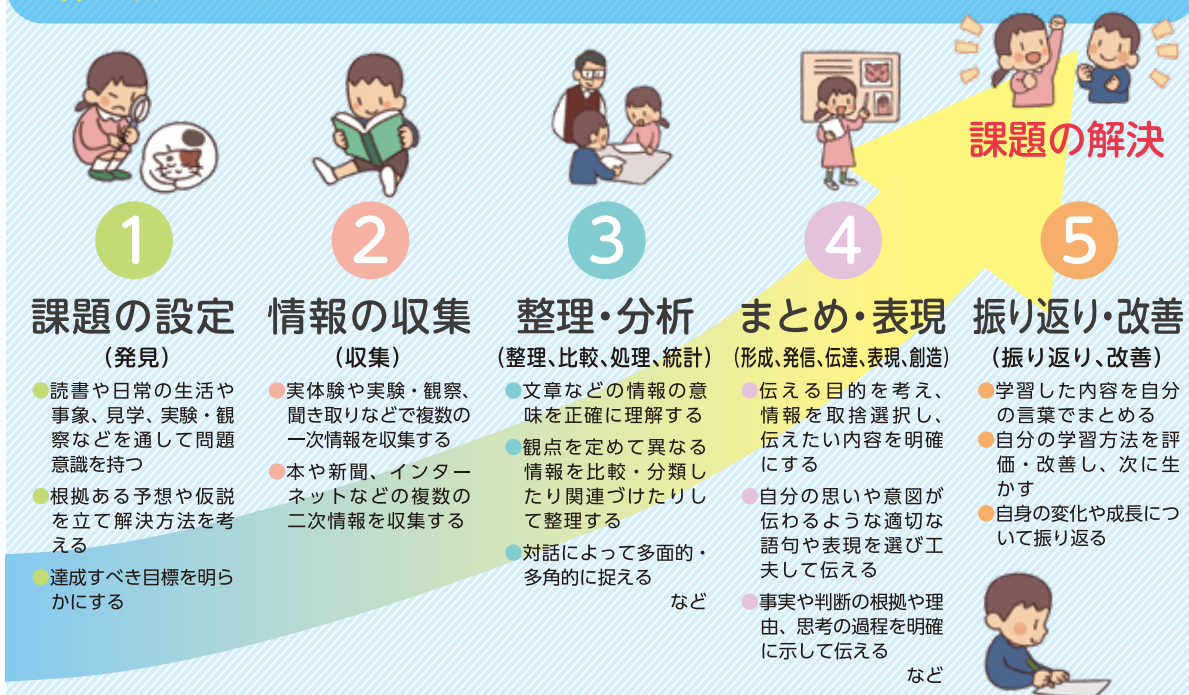 課題の解決
1
課題の設定
(発見)
●読書や日常の生活や
事象、見学、実験・観
察などを通して問題
意識を持つ
●根拠ある予想や仮説
を立て解決方法を考
える
●達成すべき目標を明ら
かにする
2
情報の収集
(収集)
●実体験や実験・観察、
聞き取りなどで複数の
一次情報を収集する
●本や新聞、インター
ネットなどの複数の
二次情報を収集する
3
整理・分析
(整理、比較、処理、統計)
●文章などの情報の意
味を正確に理解する
●観点を定めて異なる
情報を比較・分類し
たり関連づけたりし
て整理する
●対話によって多面的・
多角的に捉える
など
4
まとめ・表現
(形成、発信、伝達、表現、創造)
●伝える目的を考え、
情報を取捨選択し、
伝えたい内容を明確
にする
●自分の思いや意図が
伝わるような適切な
語句や表現を選び工
夫して伝える
●事実や判断の根拠や理
由、思考の過程を明確
に示して伝える
など
5
振り返り・改善
(振り返り、改善)
●学習した内容を自分
の言葉でまとめる
●自分の学習方法を評
価・改善し、次に生
かす
●自身の変化や成長につ
いて振り返る